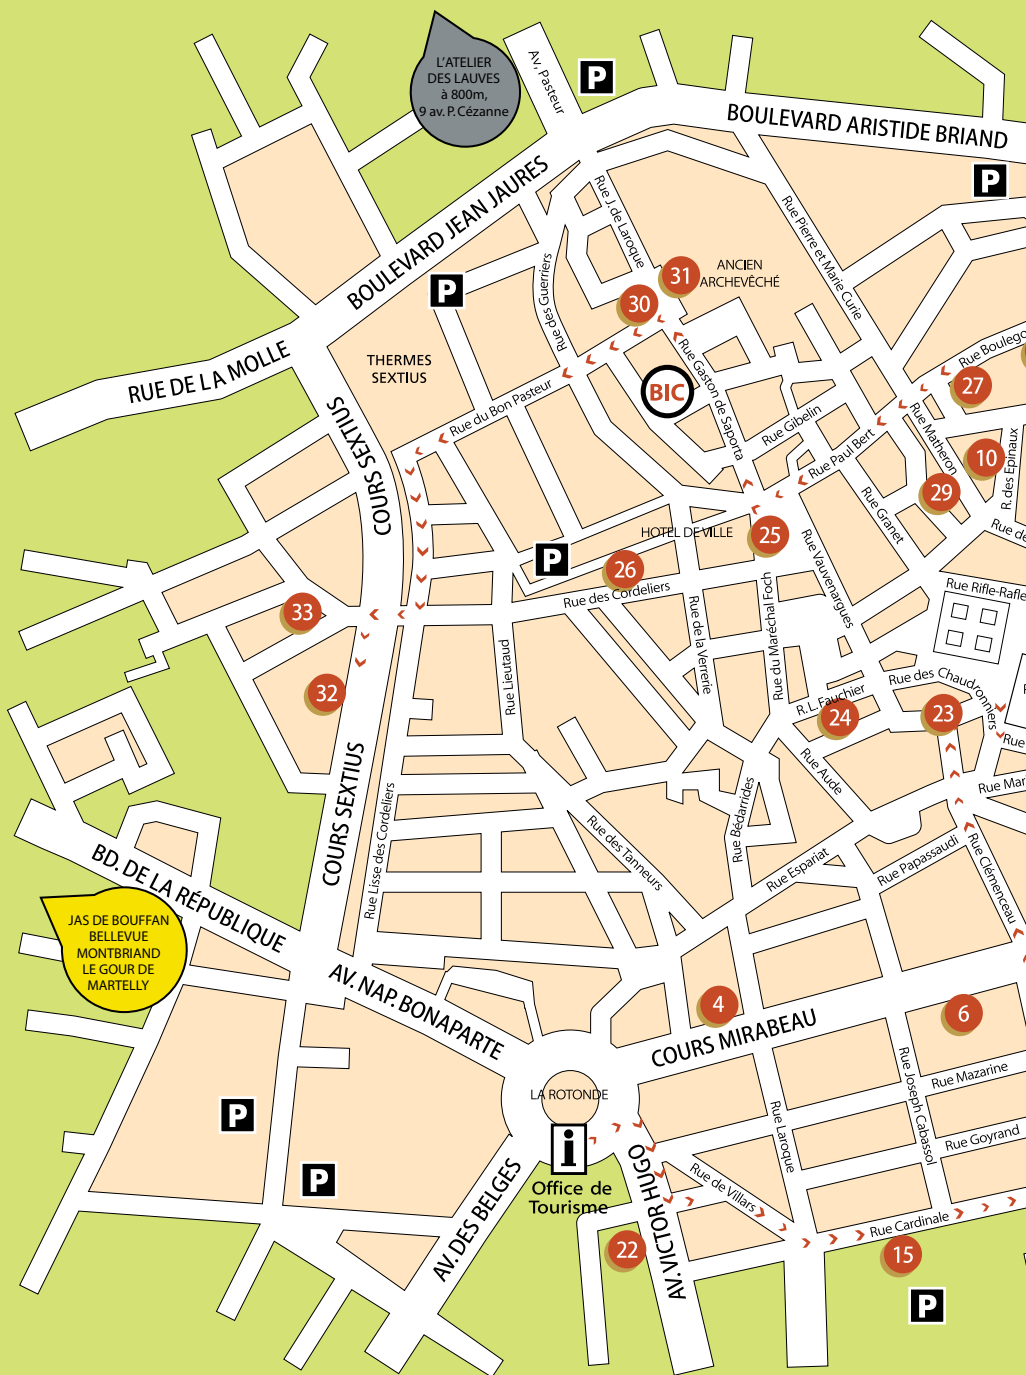 L'ATELIER
DES LAUVES
à 800m,
9 av. P. Cézanne
Av, Pasteur
P
BOULEVARD ARISTIDE BRIAND
P
BOULEVARD JEAN JAURES
Rue J. de Laroque
Rue Pierre et Marie Curie
ANCIEN
ARCHEVÊCHÉ
31
30
P
Rue des Guerriers
RUE DE LA MOLLE
THERMES
SEXTIUS
Rue Gaston de Saporta
BIC
Rue Boulego
27
Rue du Bon Pasteur
COURS SEXTIUS
Rue Gibelin
Rue Paul Bert
Rue Matheron
10
R. des Epinaux
29
Rue Granet
Rue de
HOTEL DE VILLE
25
P
26
Rue des Cordeliers
Rue Vauvenargues
Rue Rifle-Rafle
33
Rue Lieutaud
Rue de la Verrerie
Rue du Maréchal Foch
32
R. L. Fauchier
24
Rue des Chaudronniers
23
Rue
COURS SEXTIUS
Rue Lisse des Cordeliers
Rue Aude
Rue Mar
Rue Bédarrides
Rue des Tanneurs
Rue Espariat
Rue Papassaudi
Rue Clémenceau
BD. DE LA RÉPUBLIQUE
JAS DE BOUFFAN
BELLEVUE
MONTBRIAND
LE GOUR DE
MARTELLY
AV. NAP. BONAPARTE
4
6
COURS MIRABEAU
LA ROTONDE
Rue Mazarine
Rue Joseph Cabassol
Rue Laroque
Rue Goyrand
P
P
i
Office de
Tourisme
AV. DES BELGES
AV. VICTOR HUGO
Rue de Villars
Rue Cardinale
22
15
P